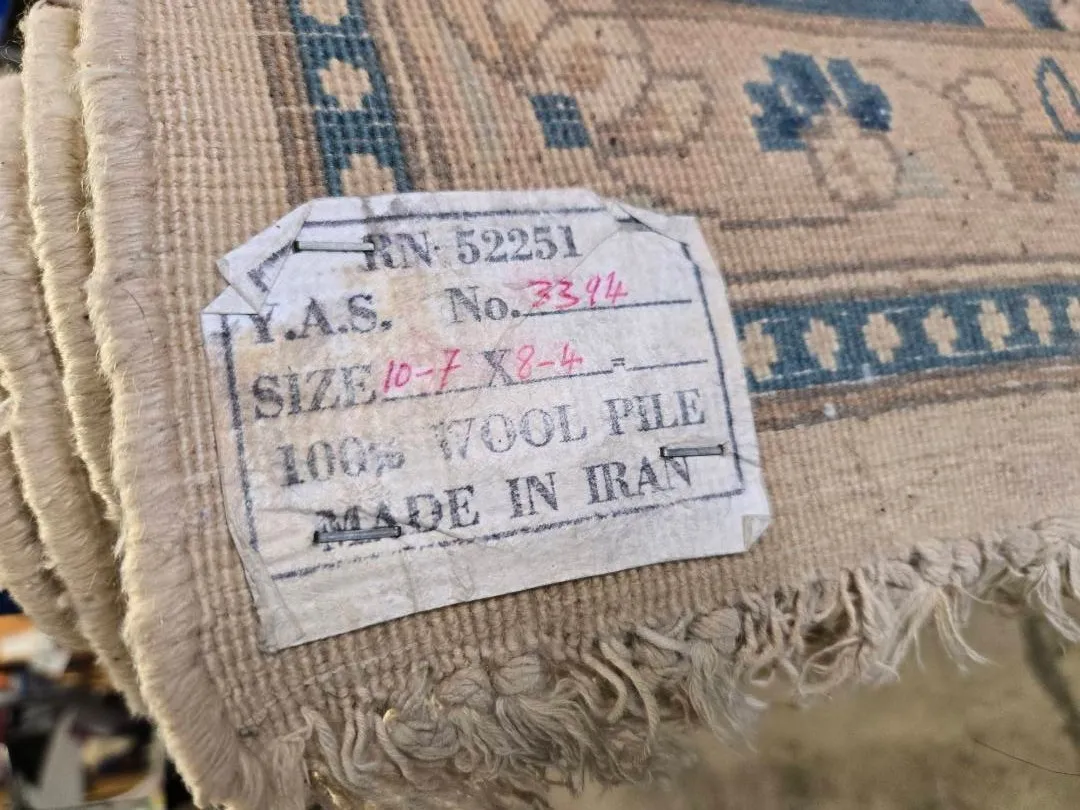 RN 52251
Y.A.S. No. 3394
SIZE 10-7 X 8-4 =
100% WOOL PILE
MADE IN IRAN